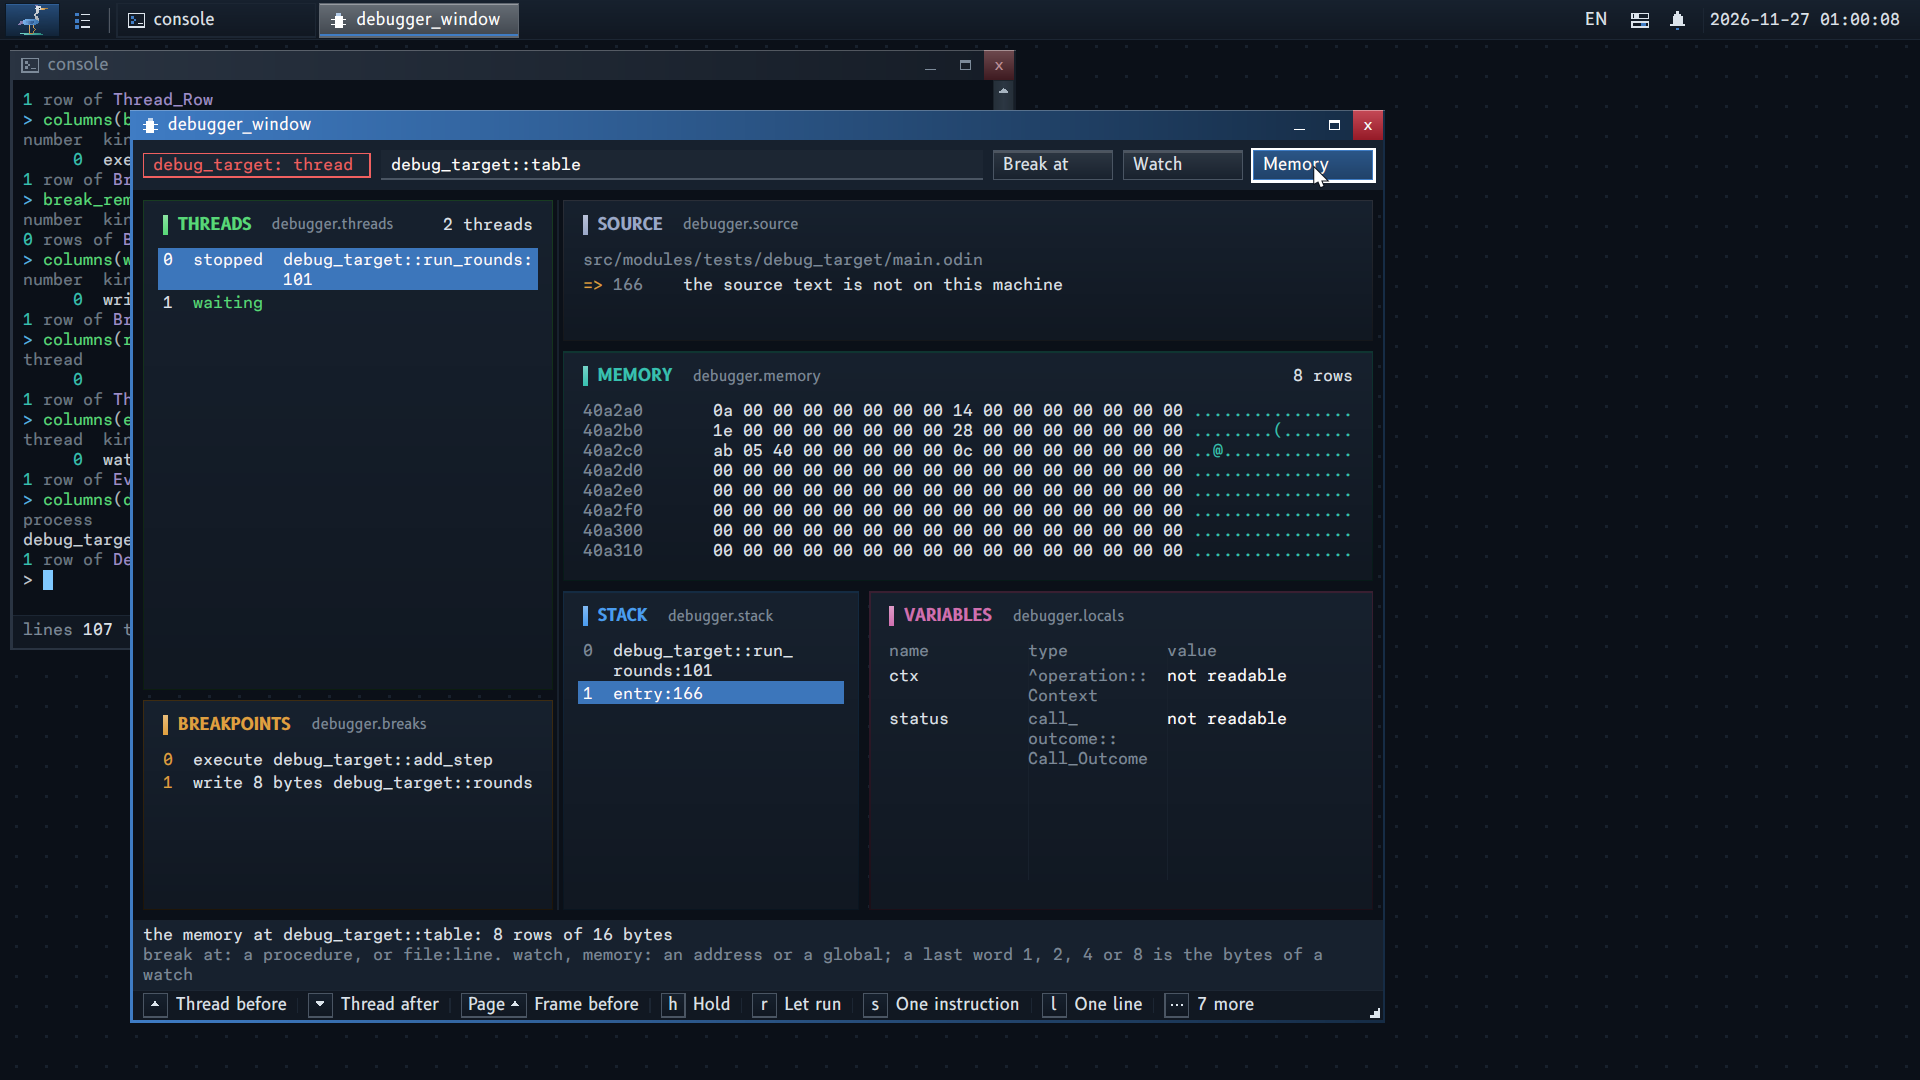 console
debugger_window
EN
2026-11-27 01:00:08
console
x
1 row of Thread_Row
> columns(b
number kin
0 exe
1 row of Br
> break_rem
number kin
0 rows of B
> columns(w
number kin
0 wri
1 row of Br
> columns(r
thread
0
1 row of Th
> columns(e
thread kin
0 wat
1 row of Ev
> columns(d
process
debug_targe
1 row of De
>
lines 107 t
debugger_window
x
debug_target: thread
debug_target::table
Break at
Watch
Memory
THREADS debugger.threads 2 threads
0 stopped debug_target::run_rounds:
101
1 waiting
BREAKPOINTS debugger.breaks
0 execute debug_target::add_step
1 write 8 bytes debug_target::rounds
SOURCE debugger.source
src/modules/tests/debug_target/main.odin
=> 166 the source text is not on this machine
MEMORY debugger.memory 8 rows
40a2a0 0a 00 00 00 00 00 00 00 14 00 00 00 00 00 00 00 ................
40a2b0 1e 00 00 00 00 00 00 00 28 00 00 00 00 00 00 00 ........(.......
40a2c0 ab 05 40 00 00 00 00 00 0c 00 00 00 00 00 00 00 ..@.............
40a2d0 00 00 00 00 00 00 00 00 00 00 00 00 00 00 00 00 ................
40a2e0 00 00 00 00 00 00 00 00 00 00 00 00 00 00 00 00 ................
40a2f0 00 00 00 00 00 00 00 00 00 00 00 00 00 00 00 00 ................
40a300 00 00 00 00 00 00 00 00 00 00 00 00 00 00 00 00 ................
40a310 00 00 00 00 00 00 00 00 00 00 00 00 00 00 00 00 ................
STACK debugger.stack
0 debug_target::run_
rounds:101
1 entry:166
VARIABLES debugger.locals
name type value
ctx ^operation:: not readable
Context
status call_ not readable
outcome::
Call_Outcome
the memory at debug_target::table: 8 rows of 16 bytes
break at: a procedure, or file:line. watch, memory: an address or a global; a last word 1, 2, 4 or 8 is the bytes of a
watch
Thread before
Thread after
Page Frame before
h Hold
r Let run
s One instruction
l One line
... 7 more